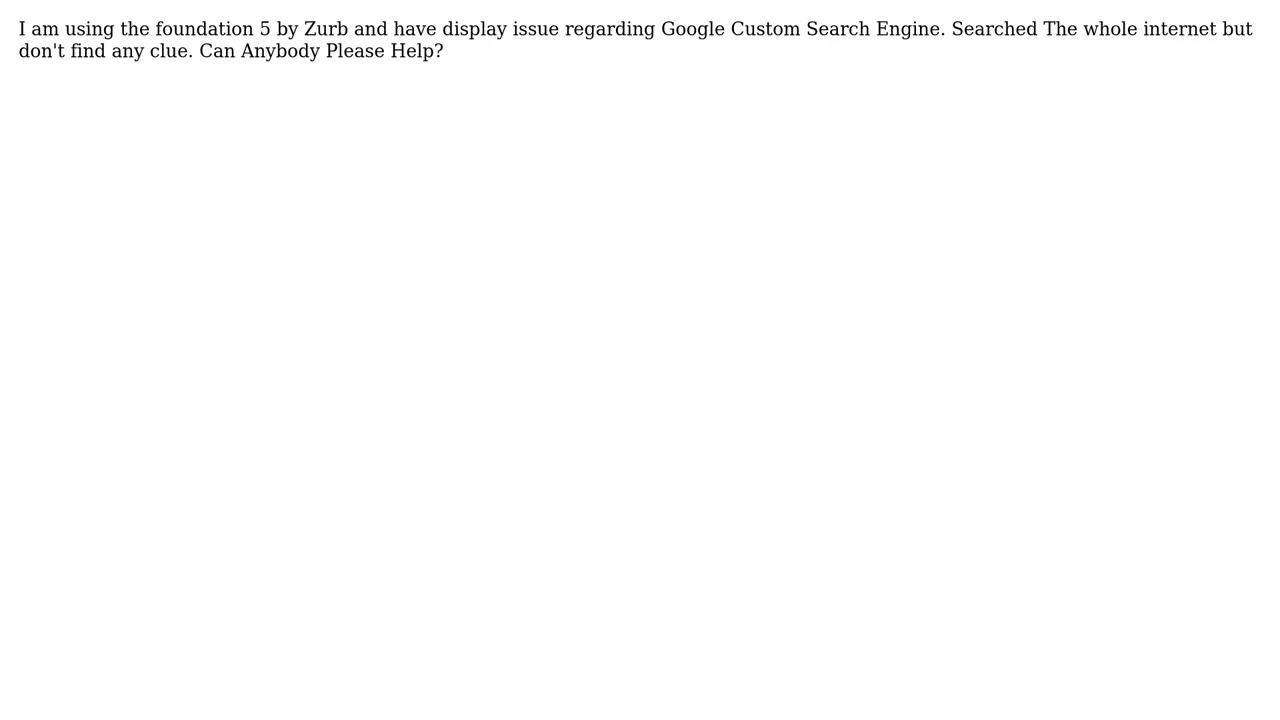 I am using the foundation 5 by Zurb and have display issue regarding Google Custom Search Engine. Searched The whole internet but
don't find any clue. Can Anybody Please Help?